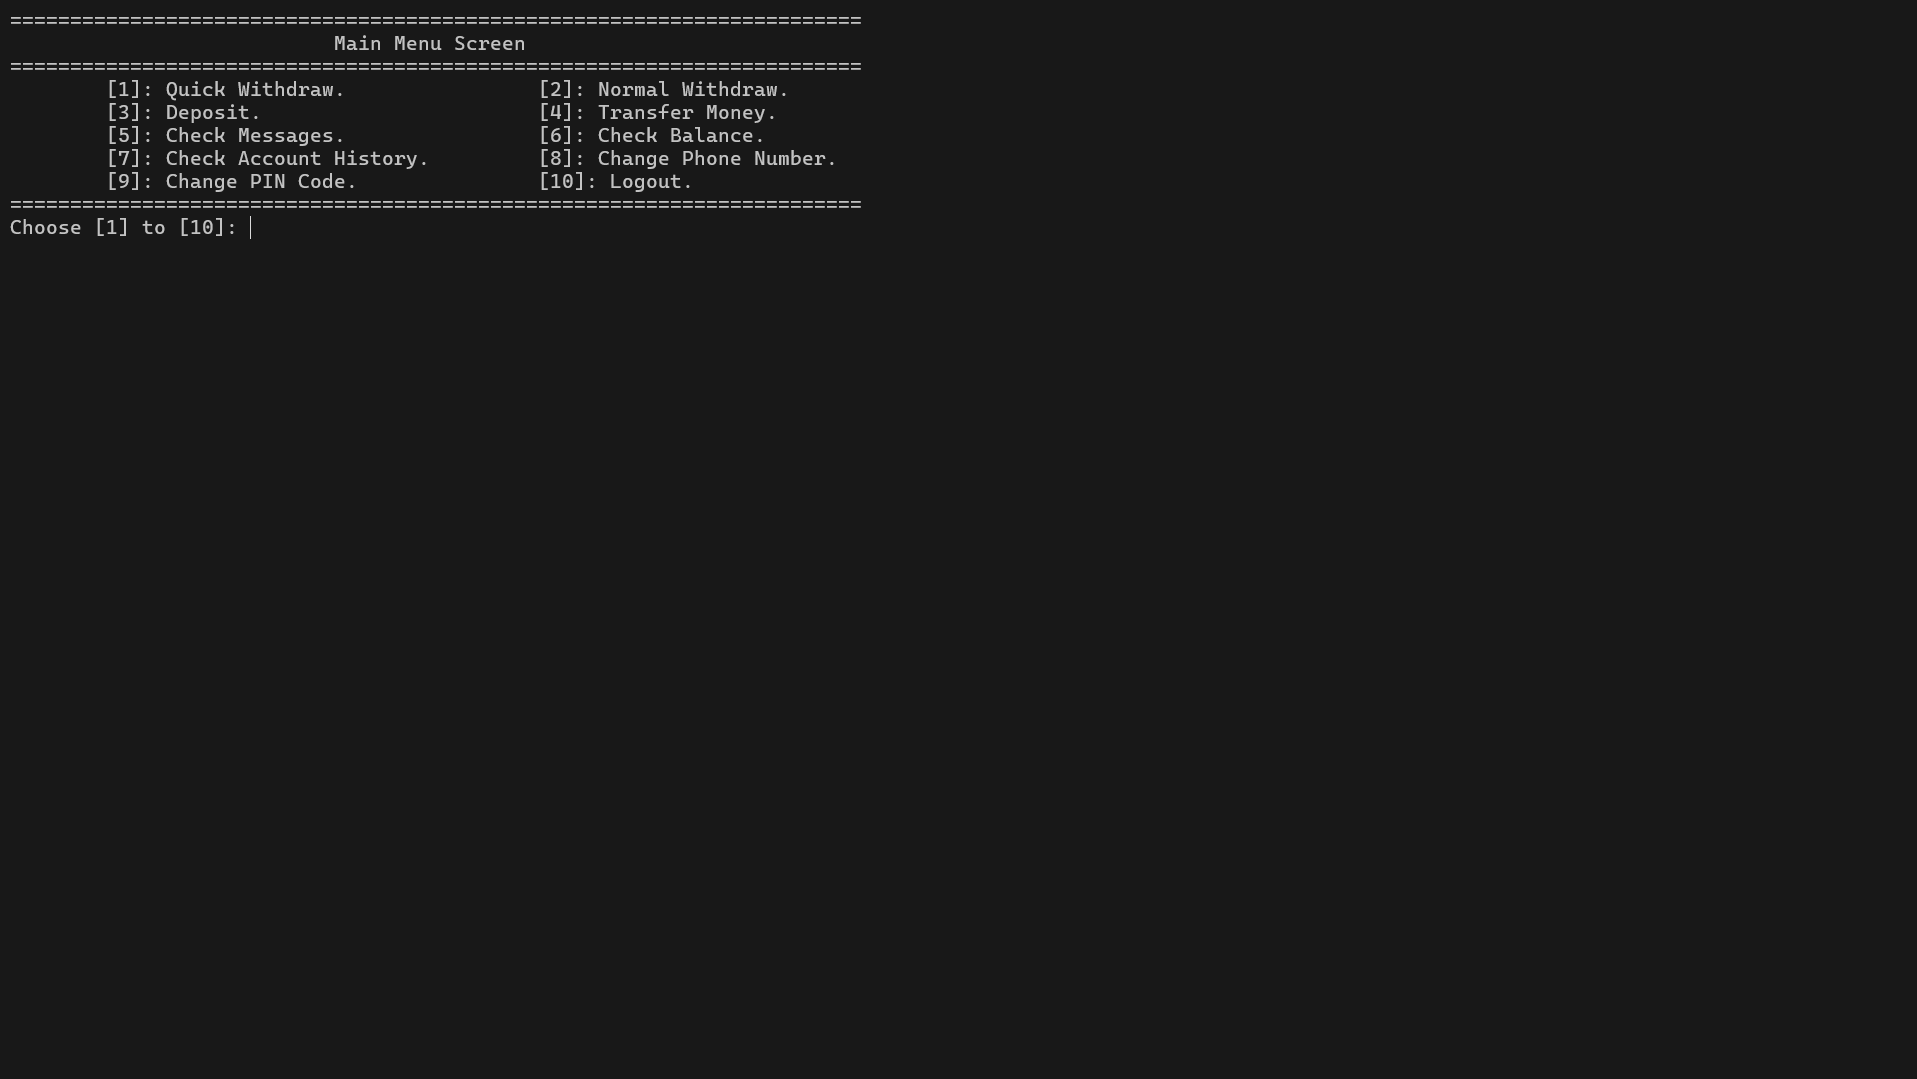 =======================================================================
Main Menu Screen
=======================================================================
[1]: Quick Withdraw. [2]: Normal Withdraw.
[3]: Deposit. [4]: Transfer Money.
[5]: Check Messages. [6]: Check Balance.
[7]: Check Account History. [8]: Change Phone Number.
[9]: Change PIN Code. [10]: Logout.
=======================================================================
Choose [1] to [10]: